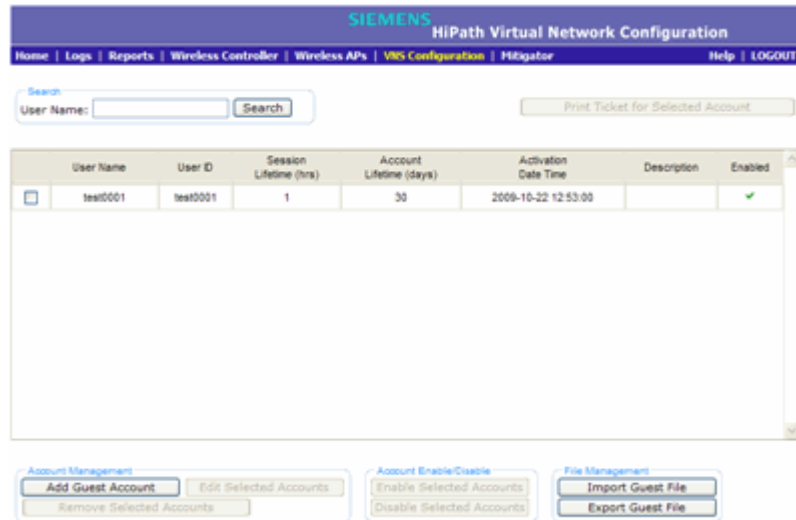 SIEMENS
HiPath Virtual Network Configuration
Home | Logs | Reports | Wireless Controller | Wireless APs | VNS Configuration | Mitigator Help | LOGOUT
Search
User Name: Search
Print Ticket for Selected Account
User Name User ID Session Lifetime (hrs) Account Lifetime (days) Activation Date Time Description Enabled
test0001 test0001 1 30 2009-10-22 12:53:00
Account Management
Add Guest Account Edit Selected Accounts
Remove Selected Accounts
Account Enable/Disable
Enable Selected Accounts
Disable Selected Accounts
File Management
Import Guest File
Export Guest File